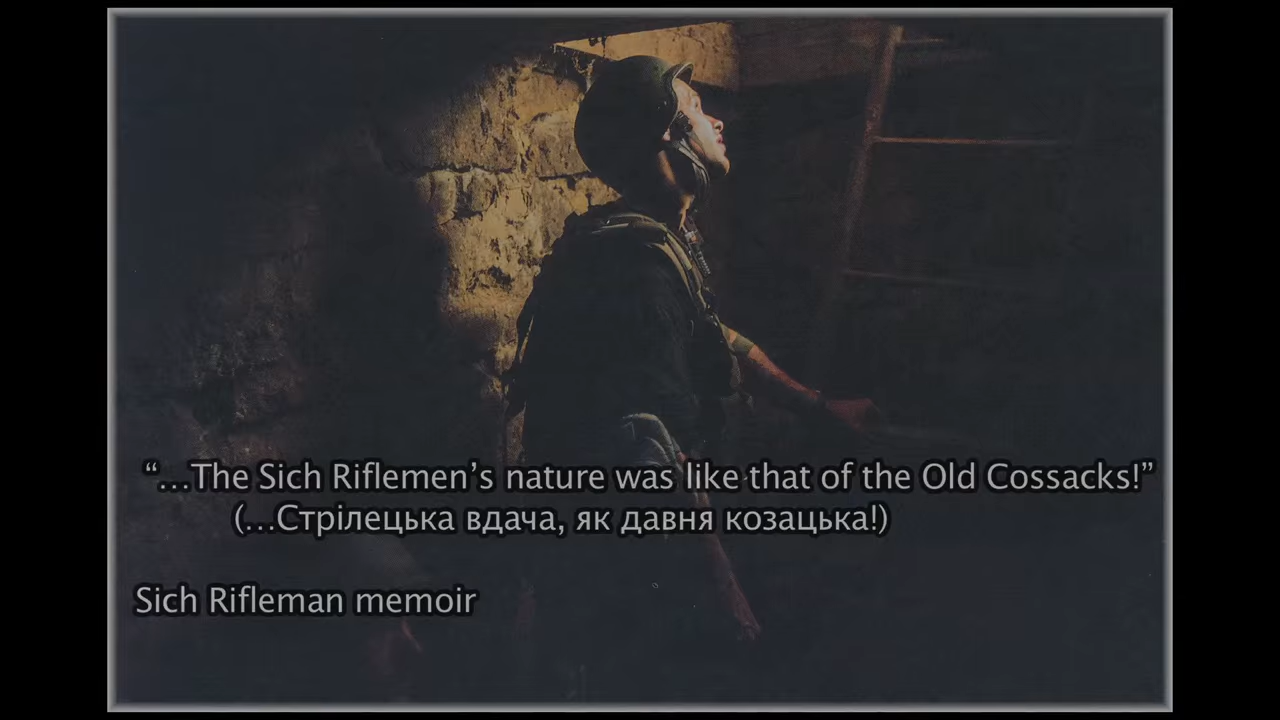 “...The Sich Riflemen’s nature was like that of the Old Cossacks!”
(...Стрілецька вдача, як давня козацька!)
Sich Rifleman memoir